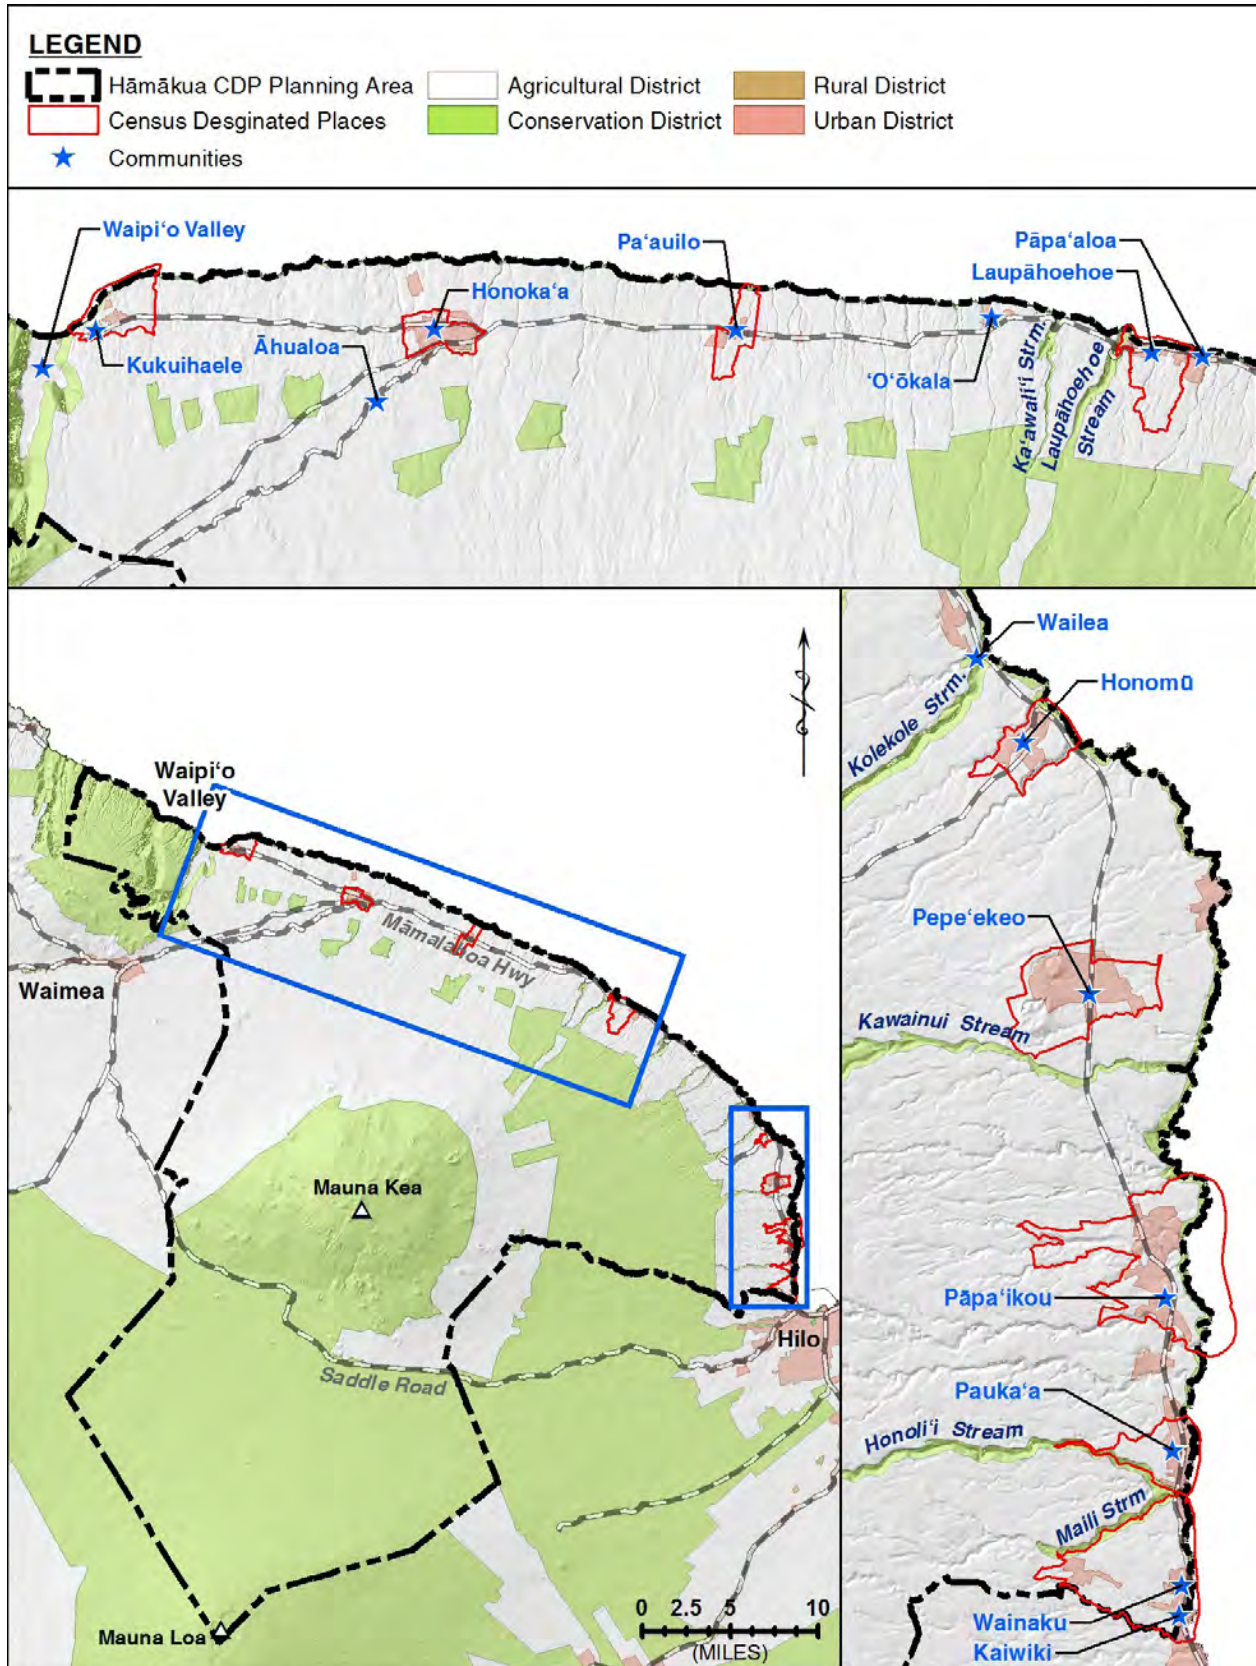 LEGEND
Hāmākua CDP Planning Area
Agricultural District
Rural District
Census Desginated Places
Conservation District
Urban District
Communities
Waipi‘o Valley
Pa‘auilo
Pāpa‘aloa
Laupāhoehoe
Honoka‘a
Āhualoa
Kukuihaele
‘O‘ōkala
Ka‘awali‘i Strm.
Laupāhoehoe
Stream
Wailea
Honomū
Kolekole Strm.
Pepe‘ekeo
Kawainui Stream
Pāpa‘ikou
Pauka‘a
Honoli‘i Stream
Maili Strm
Wainaku
Kaiwiki
Waipi‘o
Valley
Māmalahoa Hwy
Waimea
Mauna Kea
Hilo
Saddle Road
Mauna Loa
0 2.5 5 10
(MILES)